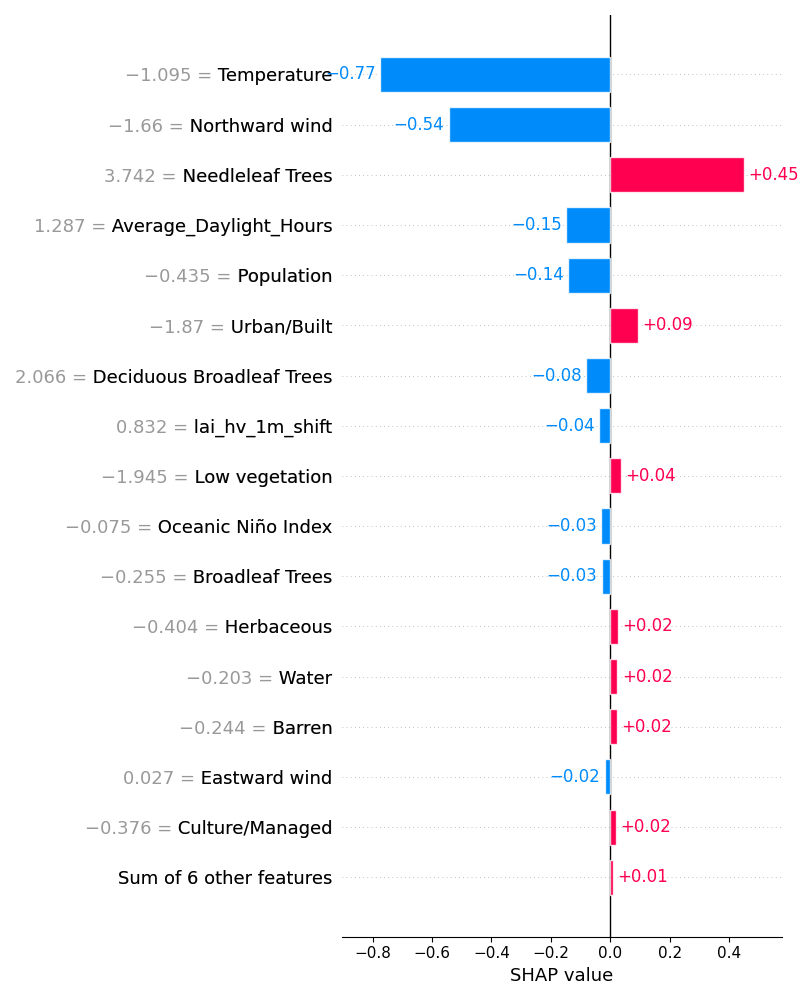 −1.095 = Temperature −0.77
−1.66 = Northward wind −0.54
3.742 = Needleleaf Trees +0.45
1.287 = Average_Daylight_Hours −0.15
−0.435 = Population −0.14
−1.87 = Urban/Built +0.09
2.066 = Deciduous Broadleaf Trees −0.08
0.832 = lai_hv_1m_shift −0.04
−1.945 = Low vegetation +0.04
−0.075 = Oceanic Niño Index −0.03
−0.255 = Broadleaf Trees −0.03
−0.404 = Herbaceous +0.02
−0.203 = Water +0.02
−0.244 = Barren +0.02
0.027 = Eastward wind −0.02
−0.376 = Culture/Managed +0.02
Sum of 6 other features +0.01
−0.8 −0.6 −0.4 −0.2 0.0 0.2 0.4
SHAP value